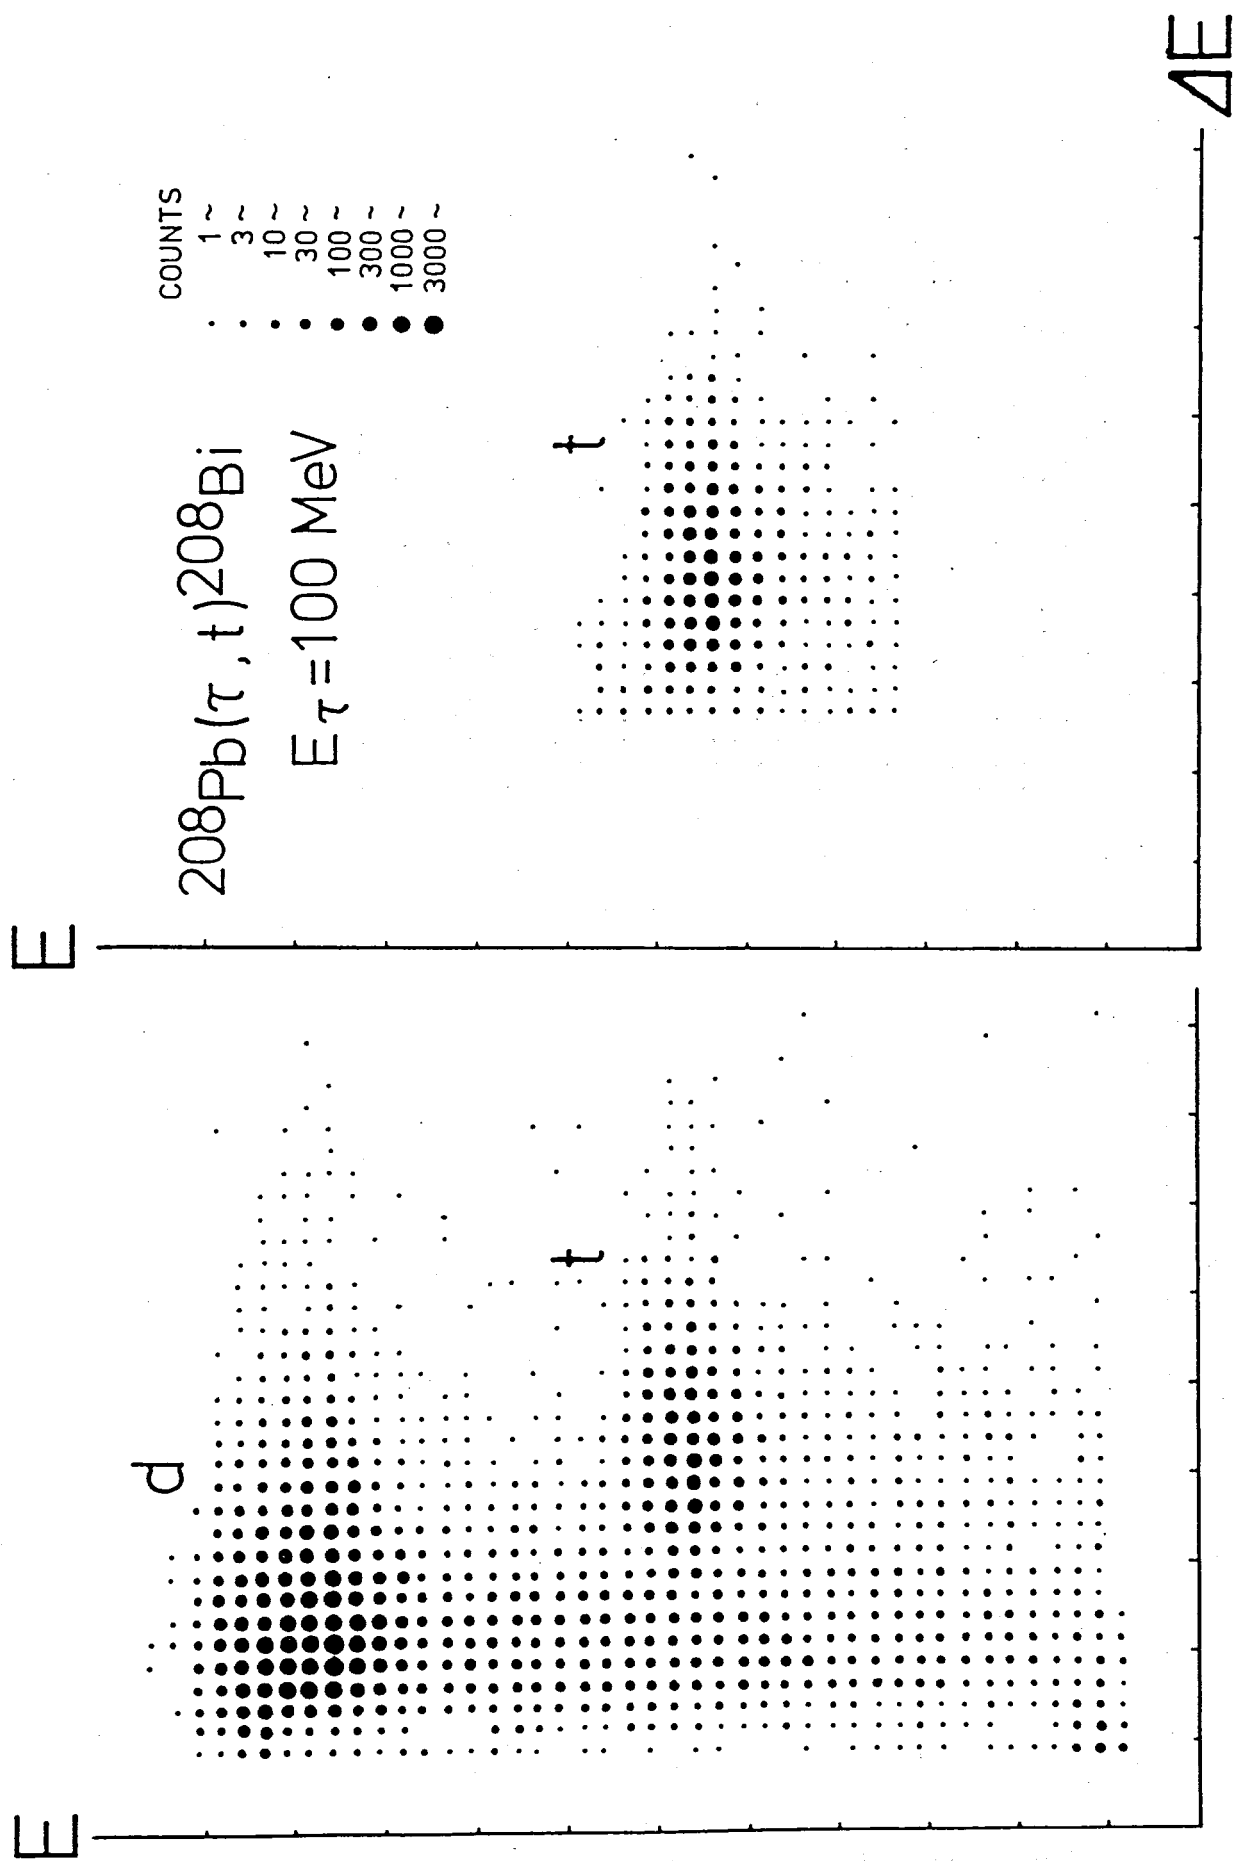 E
d
t
E
208Pb(τ,t)208Bi
Eτ=100 MeV
COUNTS
1~
3~
10~
30~
100~
300~
1000~
3000~
t
ΔE